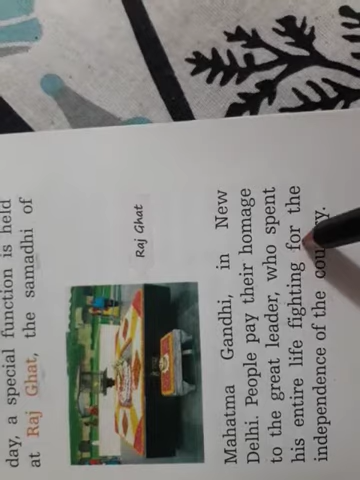 day, a special function is held
at Raj Ghat, the samadhi of
Raj Ghat
Mahatma Gandhi, in New
Delhi. People pay their homage
to the great leader, who spent
his entire life fighting for the
independence of the country.